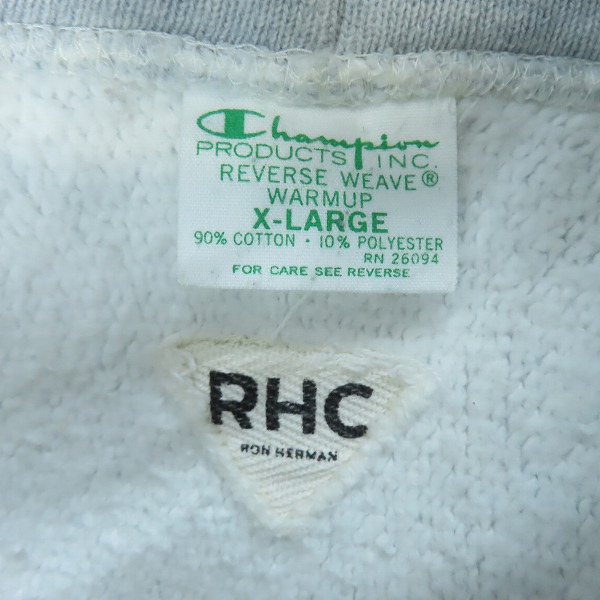 Champion
PRODUCTS INC.
REVERSE WEAVE®
WARMUP
X-LARGE
90% COTTON · 10% POLYESTER
RN 26094
FOR CARE SEE REVERSE
RHC
RON HERMAN